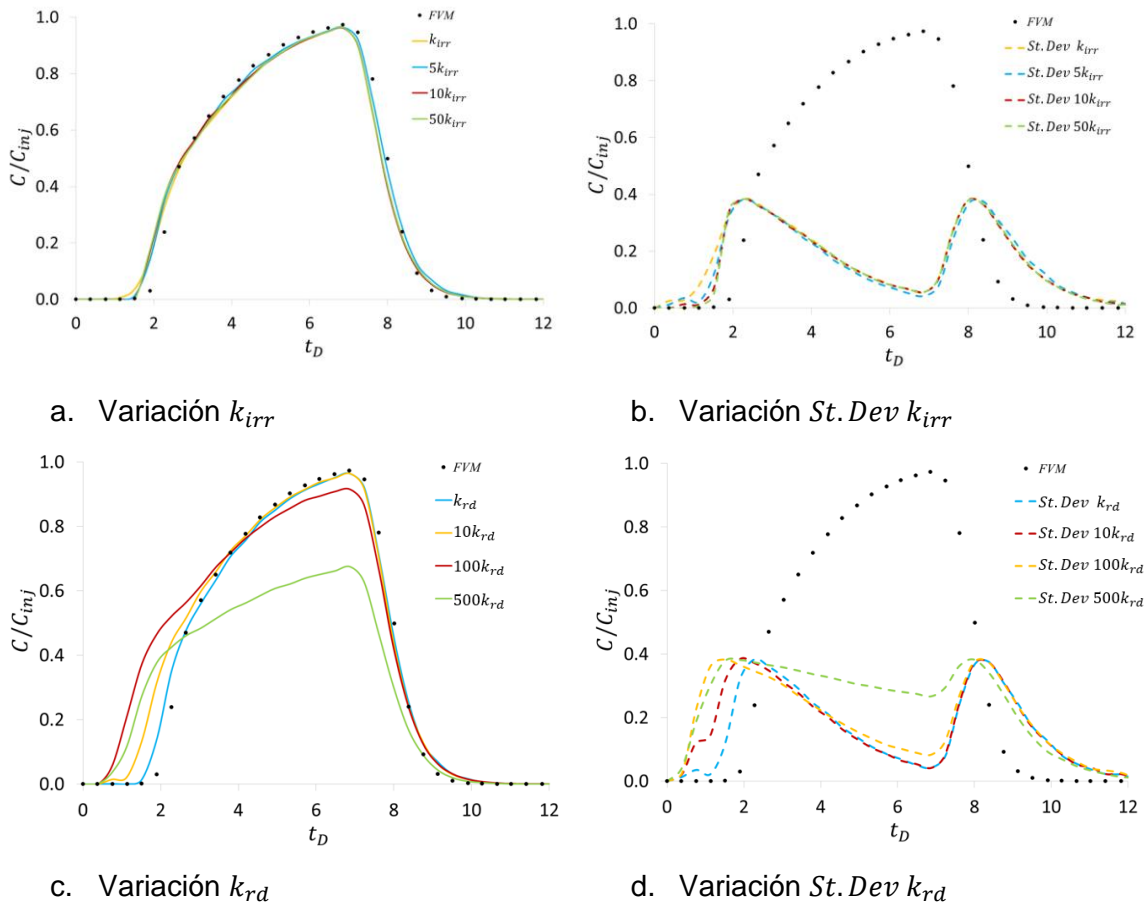 1.0
0.8
0.6
0.4
0.2
0.0
C/C_inj
0 2 4 6 8 10 12
t_D
FVM
k_irr
5k_irr
10k_irr
50k_irr
a. Variación k_irr
1.0
0.8
0.6
0.4
0.2
0.0
C/C_inj
0 2 4 6 8 10 12
t_D
FVM
St.Dev k_irr
St.Dev 5k_irr
St.Dev 10k_irr
St.Dev 50k_irr
b. Variación St.Dev k_irr
1.0
0.8
0.6
0.4
0.2
0.0
C/C_inj
0 2 4 6 8 10 12
t_D
FVM
k_rd
10k_rd
100k_rd
500k_rd
c. Variación k_rd
1.0
0.8
0.6
0.4
0.2
0.0
C/C_inj
0 2 4 6 8 10 12
t_D
FVM
St.Dev k_rd
St.Dev 10k_rd
St.Dev 100k_rd
St.Dev 500k_rd
d. Variación St.Dev k_rd